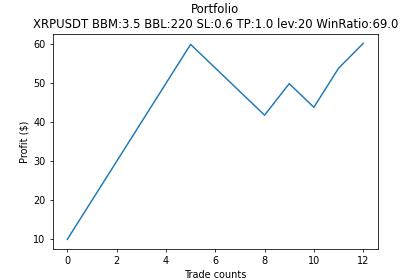 Portfolio
XRPUSDT BBM:3.5 BBL:220 SL:0.6 TP:1.0 lev:20 WinRatio:69.0
60
50
40
30
20
10
Profit ($)
0 2 4 6 8 10 12
Trade counts